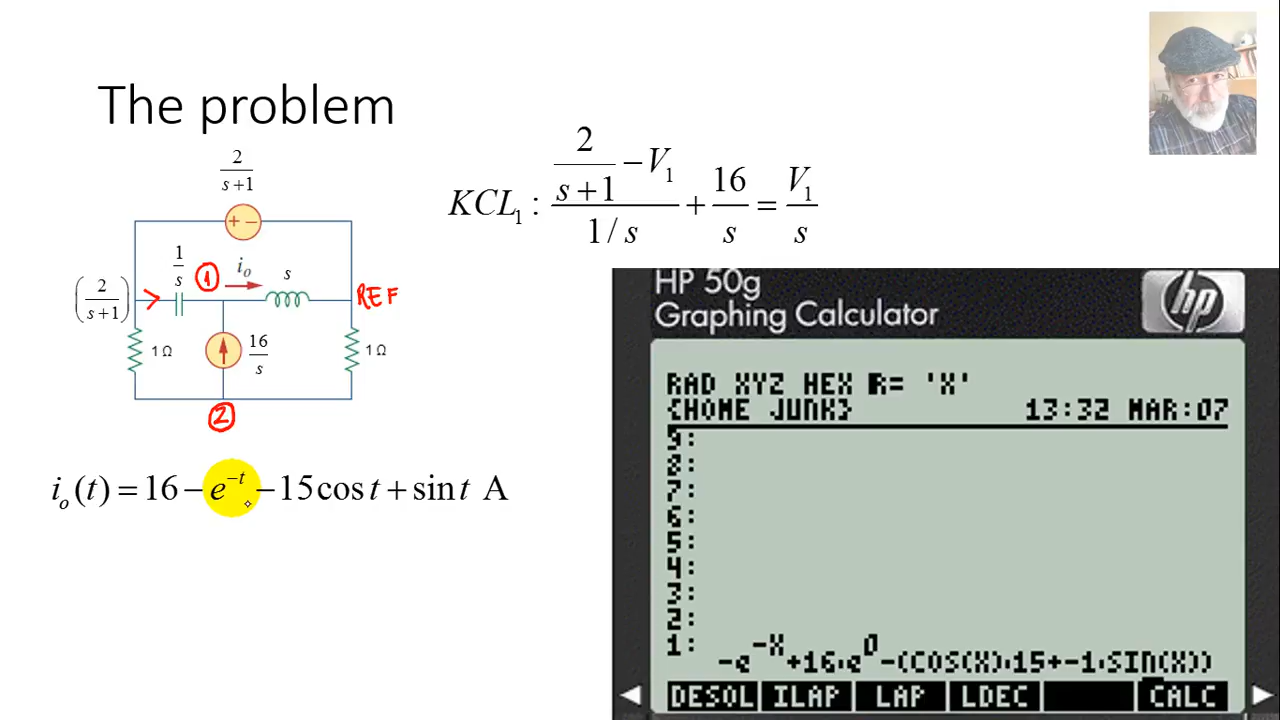 The problem
2/(s+1)
+ −
1/s
1
i_o
s
(2/(s+1))
>
REF
1 Ω
16/s
1 Ω
2
KCL₁ : (2/(s+1) − V₁)/(1/s) + 16/s = V₁/s
i_o(t) = 16 − e^(−t) − 15 cos t + sin t A
HP 50g
Graphing Calculator
hp
RAD XYZ HEX R= 'X'
{HOME JUNK} 13:32 MAR:07
9:
8:
7:
6:
5:
4:
3:
2:
1: -e^-X+16·e^0-(COS(X)·15+-1·SIN(X))
DESOL ILAP LAP LDEC CALC